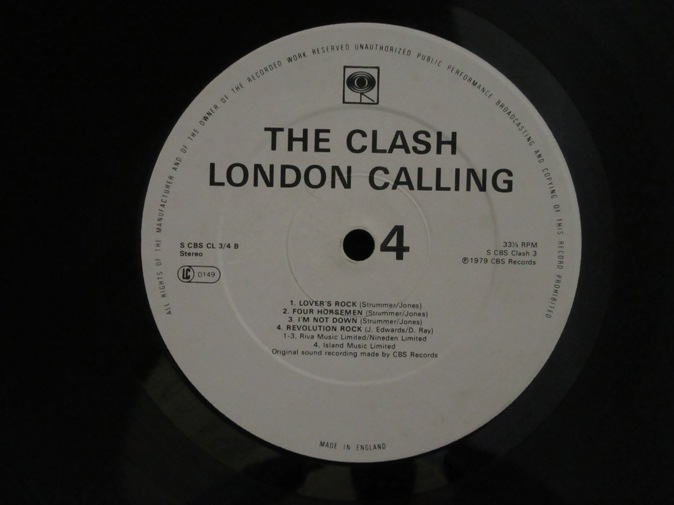 ALL RIGHTS OF THE MANUFACTURER AND OF THE OWNER OF THE RECORDED WORK RESERVED UNAUTHORIZED PUBLIC PERFORMANCE BROADCASTING AND COPYING OF THIS RECORD PROHIBITED
THE CLASH
LONDON CALLING
4
S CBS CL 3/4 B
Stereo
LC 0149
33⅓ RPM
S CBS Clash 3
℗1979 CBS Records
1. LOVER'S ROCK (Strummer/Jones)
2. FOUR HORSEMEN (Strummer/Jones)
3. I'M NOT DOWN (Strummer/Jones)
4. REVOLUTION ROCK (J. Edwards/D. Ray)
1-3. Riva Music Limited/Nineden Limited
4. Island Music Limited
Original sound recording made by CBS Records
MADE IN ENGLAND